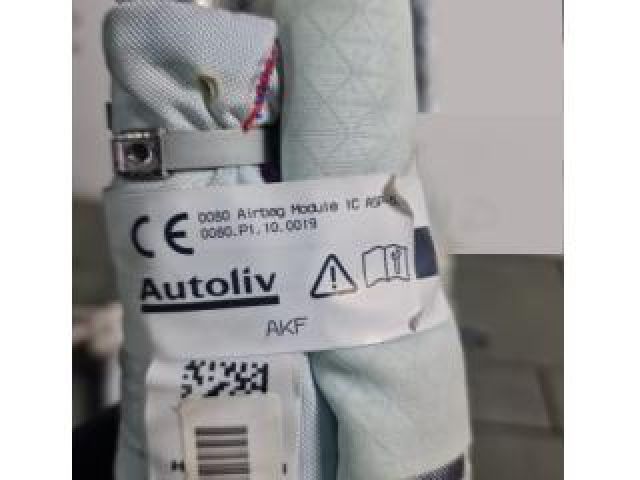 CE 0080 Airbag Module IC
0080.P1.10.0019
Autoliv
AKF